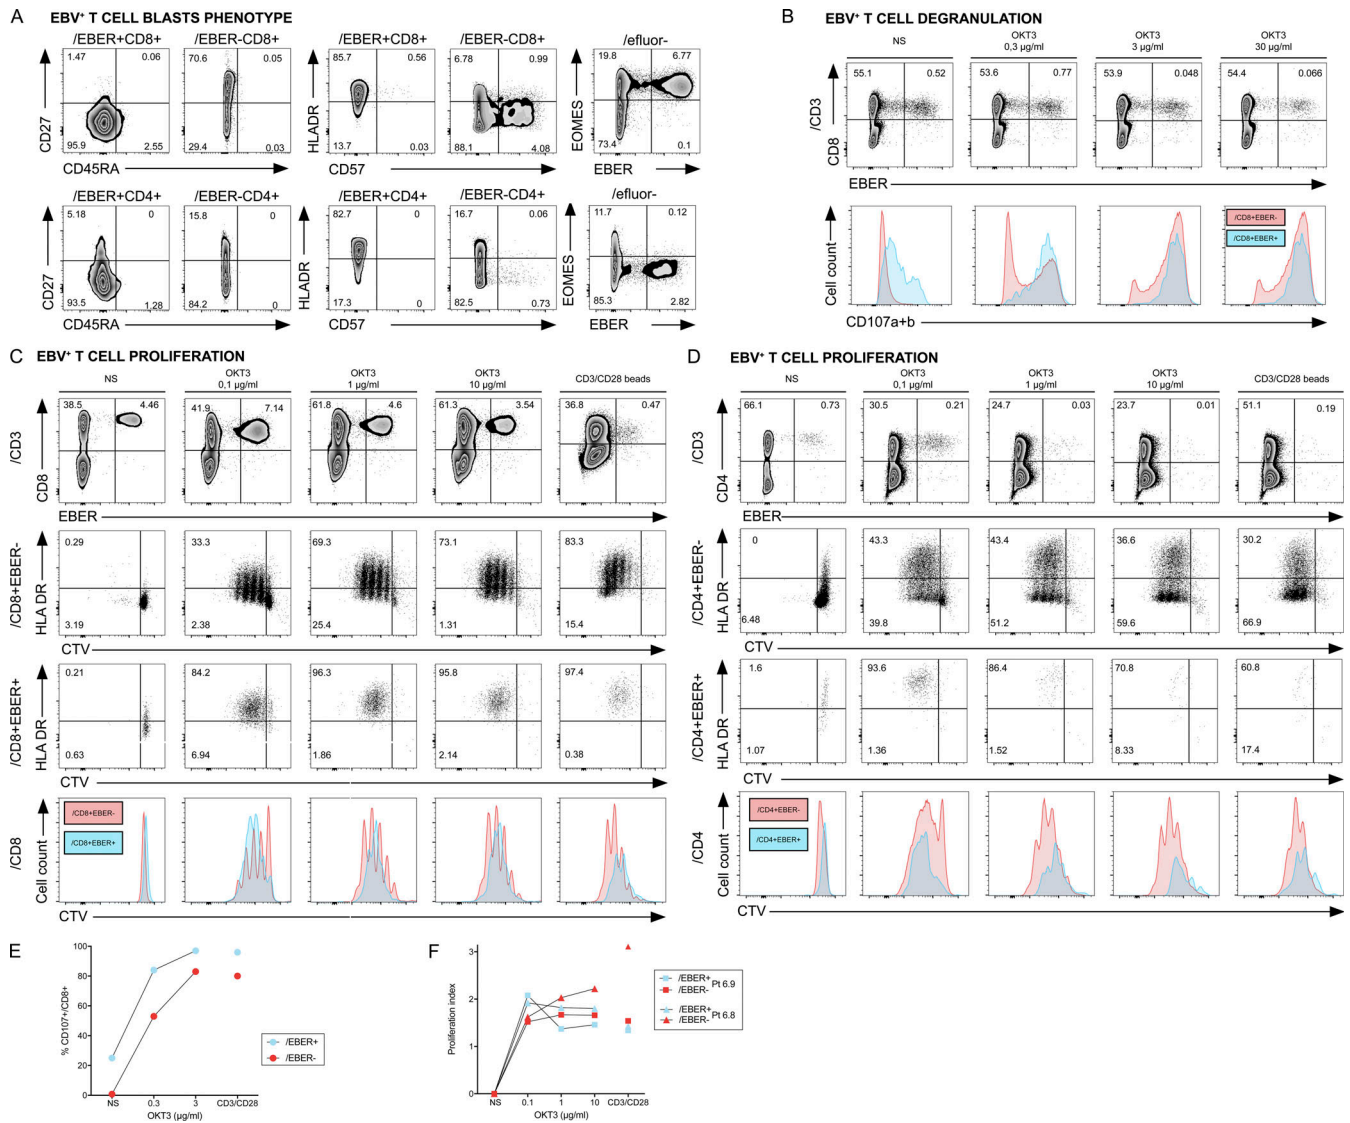 A EBV⁺ T CELL BLASTS PHENOTYPE
/EBER+CD8+ /EBER-CD8+ /EBER+CD8+ /EBER-CD8+ /efluor-
1.47 0.06 70.6 0.05 85.7 0.56 6.78 0.99 19.8 6.77
CD27 HLADR EOMES
95.9 2.55 29.4 0.03 13.7 0.03 88.1 4.08 73.4 0.1
CD45RA CD57 EBER
/EBER+CD4+ /EBER-CD4+ /EBER+CD4+ /EBER-CD4+ /efluor-
5.18 0 15.8 0 82.7 0 16.7 0.06 11.7 0.12
CD27 HLADR EOMES
93.5 1.28 84.2 0 17.3 0 82.5 0.73 85.3 2.82
CD45RA CD57 EBER
B EBV⁺ T CELL DEGRANULATION
NS OKT3 OKT3 OKT3
0,3 µg/ml 3 µg/ml 30 µg/ml
55.1 0.52 53.6 0.77 53.9 0.048 54.4 0.066
/CD3
CD8
EBER
/CD8+EBER-
/CD8+EBER+
Cell count
CD107a+b
C EBV⁺ T CELL PROLIFERATION
NS OKT3 OKT3 OKT3 CD3/CD28 beads
0,1 µg/ml 1 µg/ml 10 µg/ml
38.5 4.46 41.9 7.14 61.8 4.6 61.3 3.54 36.8 0.47
/CD3
CD8
EBER
0.29 33.3 69.3 73.1 83.3
/CD8+EBER-
HLA DR
3.19 2.38 25.4 1.31 15.4
CTV
0.21 84.2 96.3 95.8 97.4
/CD8+EBER+
HLA DR
0.63 6.94 1.86 2.14 0.38
CTV
/CD8+EBER-
/CD8+EBER+
/CD8
Cell count
CTV
D EBV⁺ T CELL PROLIFERATION
NS OKT3 OKT3 OKT3 CD3/CD28 beads
0,1 µg/ml 1 µg/ml 10 µg/ml
66.1 0.73 30.5 0.21 24.7 0.03 23.7 0.01 51.1 0.19
/CD3
CD4
EBER
0 43.3 43.4 36.6 30.2
/CD4+EBER-
HLA DR
6.48 39.8 51.2 59.6 66.9
CTV
1.6 93.6 86.4 70.8 60.8
/CD4+EBER+
HLA DR
1.07 1.36 1.52 8.33 17.4
CTV
/CD4+EBER-
/CD4+EBER+
/CD4
Cell count
CTV
E
% CD107+/CD8+
100
80
60
40
20
0
NS 0.3 3 CD3/CD28
OKT3 (µg/ml)
/EBER+
/EBER-
F
Proliferation index
3
2
1
0
NS 0.1 1 10 CD3/CD28
OKT3 (µg/ml)
/EBER+
/EBER-
Pt 6.9
/EBER+
/EBER-
Pt 6.8